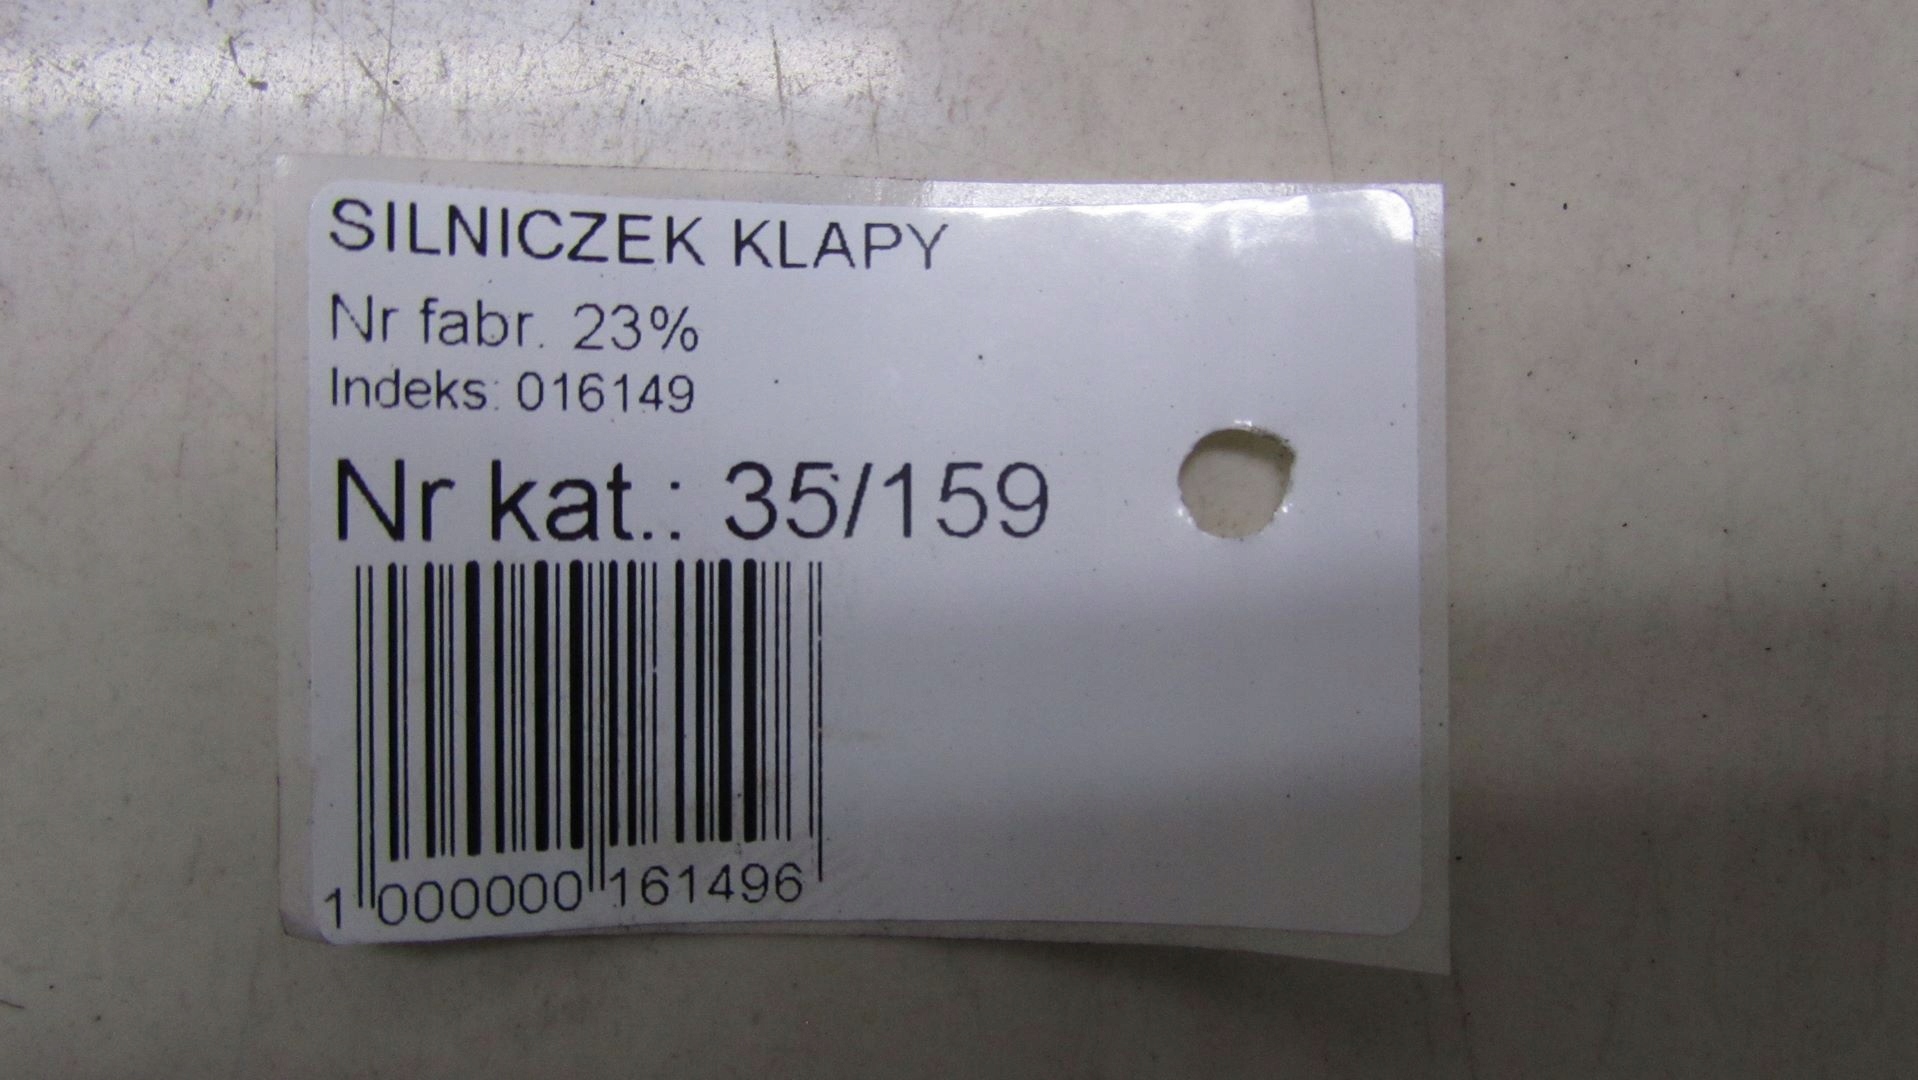 SILNICZEK KLAPY
Nr fabr. 23%
Indeks: 016149
Nr kat.: 35/159
1 000000 161496